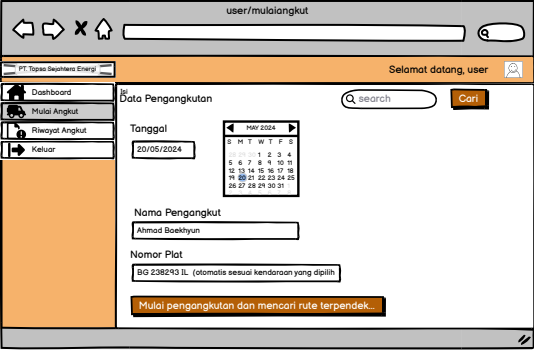 user/mulaiangkut
PT. Topsa Sejahtera Energi
Selamat datang, user
Dashboard
Mulai Angkut
Riwayat Angkut
Keluar
Isi
Data Pengangkutan
search
Cari
Tanggal
20/05/2024
MAY 2024
S M T W T F S
28 29 30 1 2 3 4
5 6 7 8 9 10 11
12 13 14 15 16 17 18
19 20 21 22 23 24 25
26 27 28 29 30 31 1
Nama Pengangkut
Ahmad Baekhyun
Nomor Plat
BG 238293 IL (otomatis sesuai kendaraan yang dipilih
Mulai pengangkutan dan mencari rute terpendek...